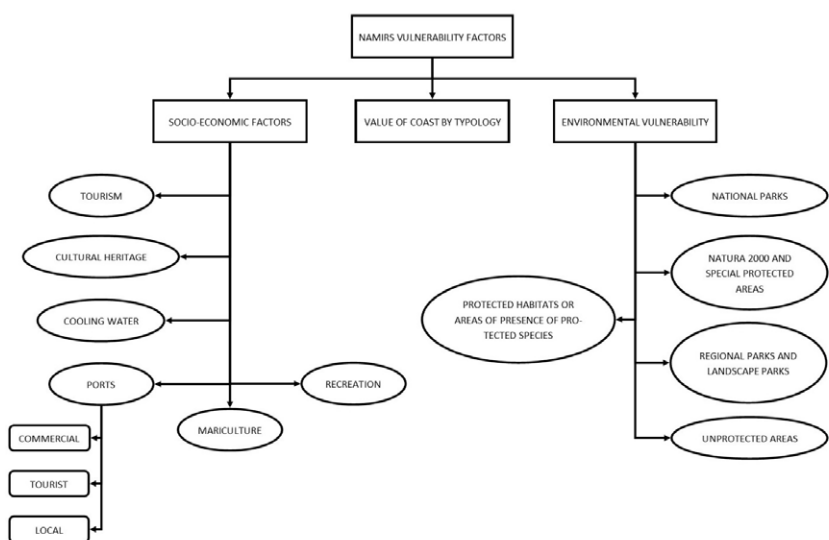 NAMIRS VULNERABILITY FACTORS
SOCIO-ECONOMIC FACTORS
VALUE OF COAST BY TYPOLOGY
ENVIRONMENTAL VULNERABILITY
TOURISM
CULTURAL HERITAGE
COOLING WATER
PORTS
RECREATION
MARICULTURE
COMMERCIAL
TOURIST
LOCAL
PROTECTED HABITATS OR
AREAS OF PRESENCE OF PRO-
TECTED SPECIES
NATIONAL PARKS
NATURA 2000 AND
SPECIAL PROTECTED
AREAS
REGIONAL PARKS AND
LANDSCAPE PARKS
UNPROTECTED AREAS